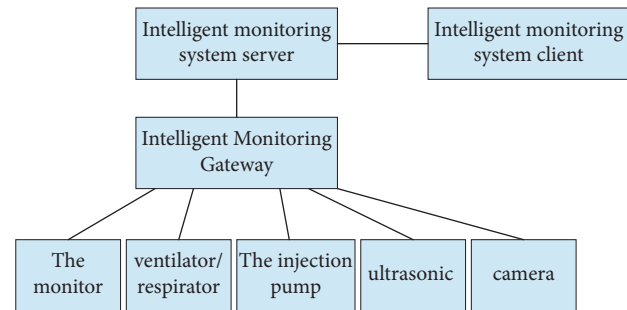 Intelligent monitoring
system server
Intelligent monitoring
system client
Intelligent Monitoring
Gateway
The
monitor
ventilator/
respirator
The injection
pump
ultrasonic
camera